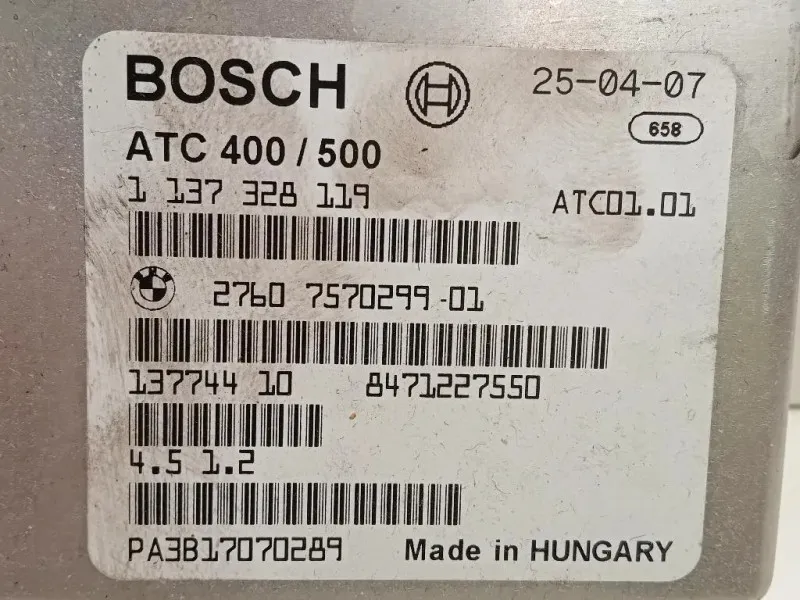 BOSCH 25-04-07
658
ATC 400 / 500
1 137 328 119 ATC01.01
BMW 2760 7570299-01
137744 10 8471227550
4.5 1.2
PA3B17070289 Made in HUNGARY